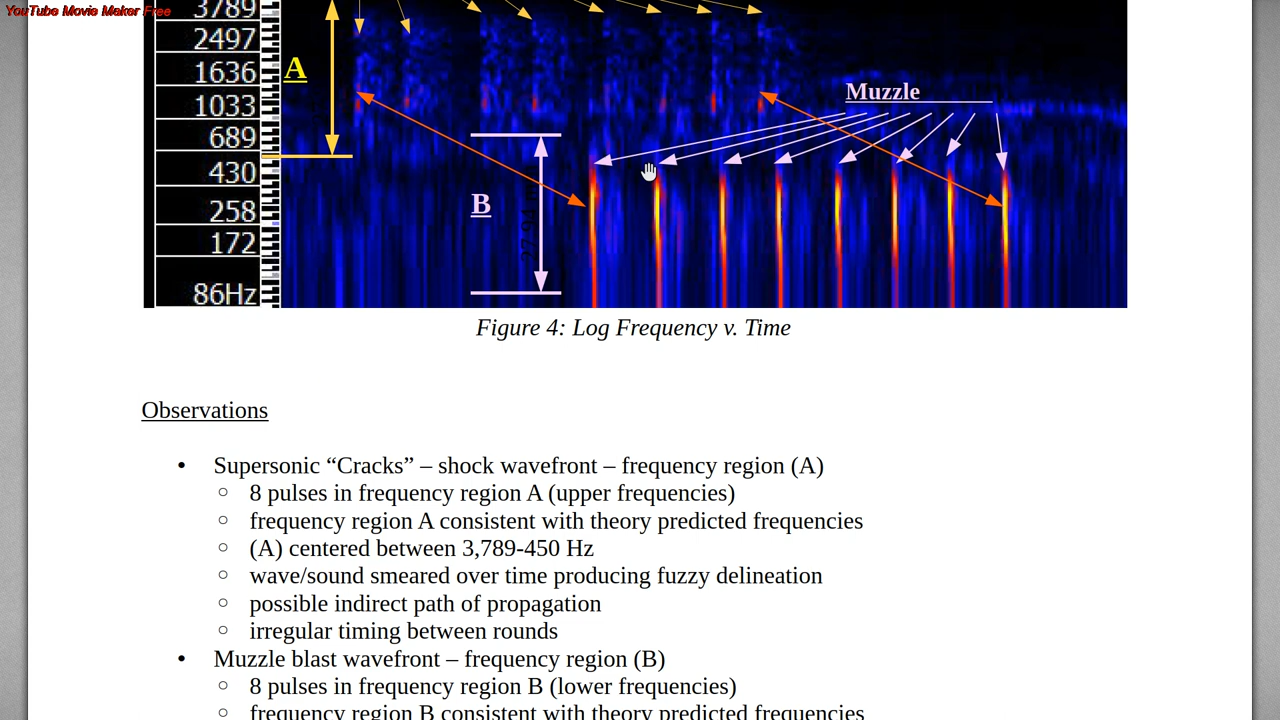 YouTube Movie Maker Free
3789
2497
A
1636
Muzzle
1033
689
430
B
258
172
86Hz
Figure 4: Log Frequency v. Time
Observations
• Supersonic “Cracks” – shock wavefront – frequency region (A)
○ 8 pulses in frequency region A (upper frequencies)
○ frequency region A consistent with theory predicted frequencies
○ (A) centered between 3,789-450 Hz
○ wave/sound smeared over time producing fuzzy delineation
○ possible indirect path of propagation
○ irregular timing between rounds
• Muzzle blast wavefront – frequency region (B)
○ 8 pulses in frequency region B (lower frequencies)
○ frequency region B consistent with theory predicted frequencies